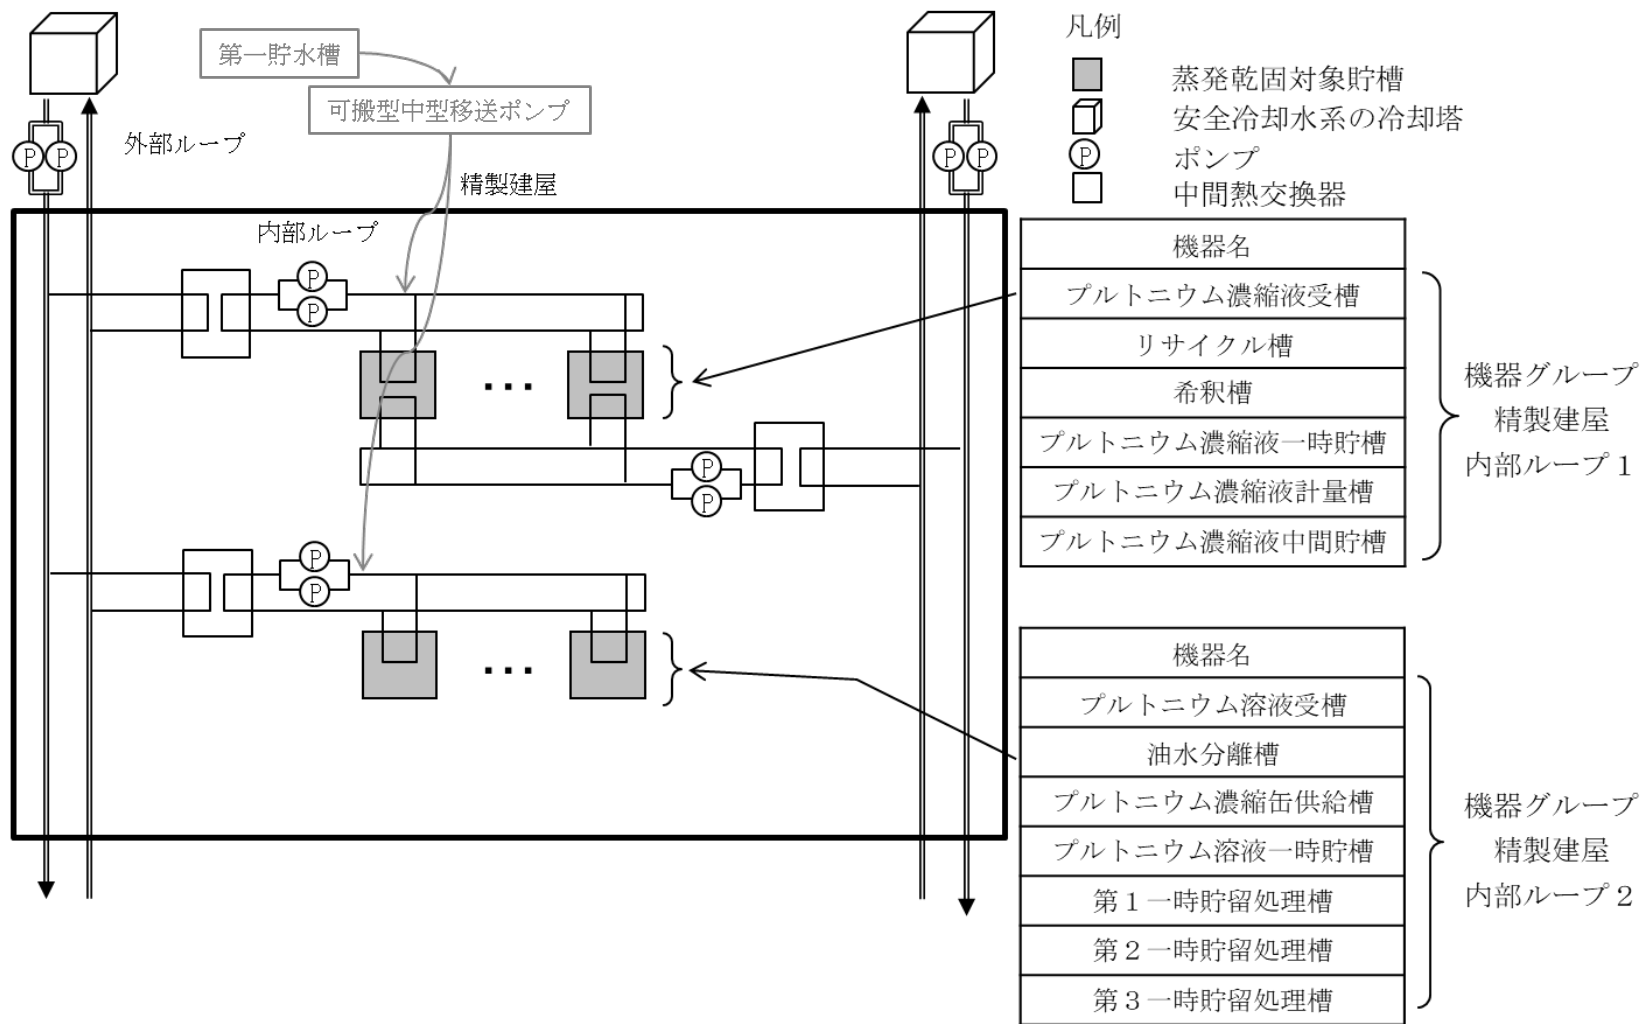 第一貯水槽
可搬型中型移送ポンプ
外部ループ
P
P
P
P
精製建屋
内部ループ
P
P
P
P
P
P
凡例
蒸発乾固対象貯槽
安全冷却水系の冷却塔
P
ポンプ
中間熱交換器
機器名
プルトニウム濃縮液受槽
リサイクル槽
希釈槽
プルトニウム濃縮液一時貯槽
プルトニウム濃縮液計量槽
プルトニウム濃縮液中間貯槽
機器グループ
精製建屋
内部ループ1
機器名
プルトニウム溶液受槽
油水分離槽
プルトニウム濃縮缶供給槽
プルトニウム溶液一時貯槽
第1一時貯留処理槽
第2一時貯留処理槽
第3一時貯留処理槽
機器グループ
精製建屋
内部ループ2